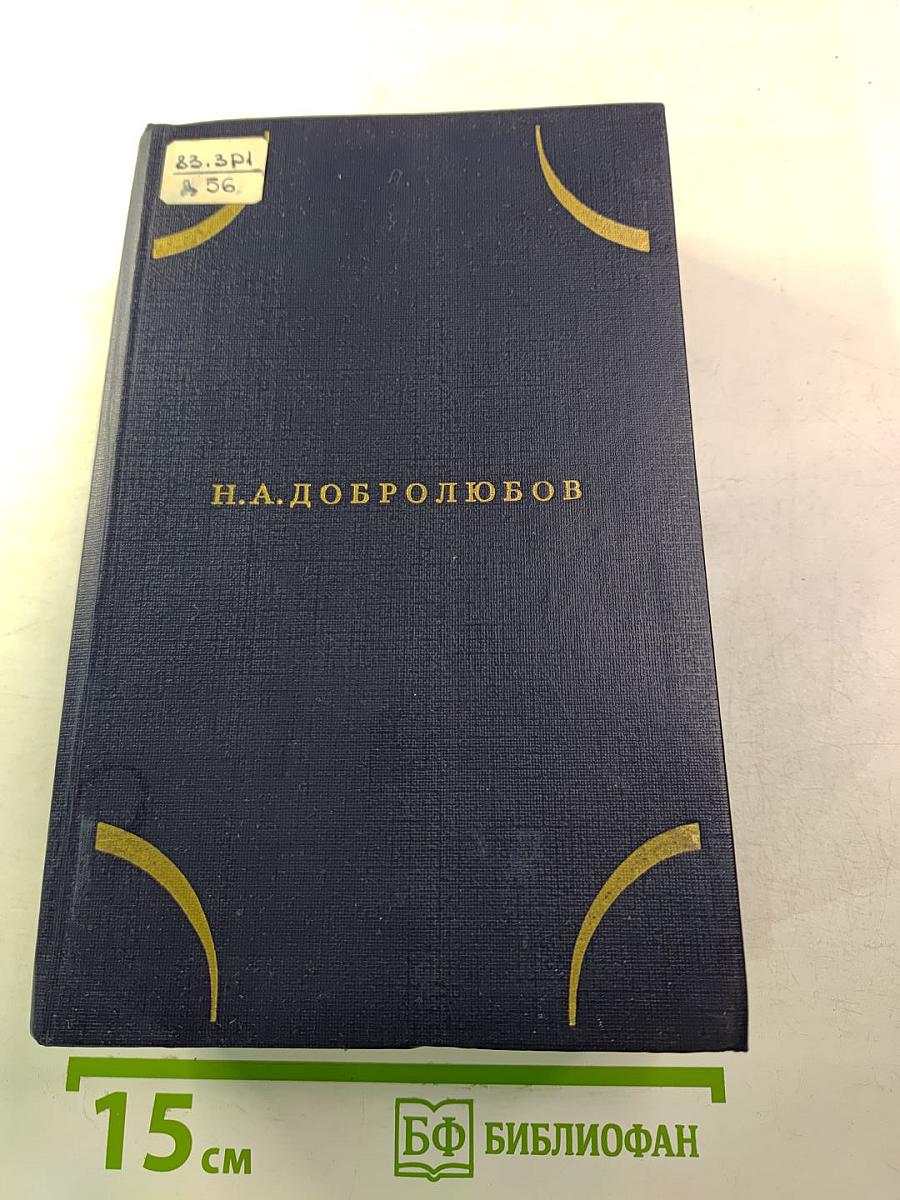 83.3Р1
Д 56
Н.А.ДОБРОЛЮБОВ
15 см
БФ БИБЛИОФАН